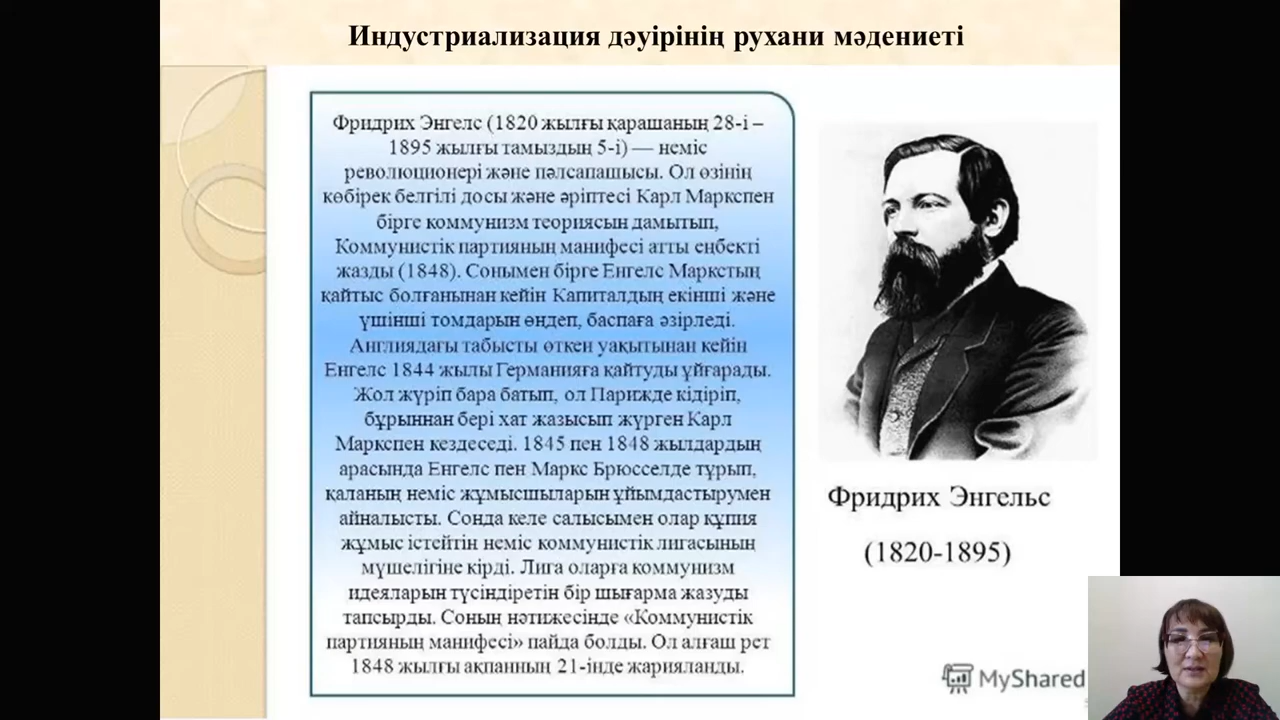 Индустриализация дәуірінің рухани мәдениеті
Фридрих Энгелс (1820 жылғы қарашаның 28-і –
1895 жылғы тамыздың 5-і) — неміс
революционері және пәлсапашысы. Ол өзінің
көбірек белгілі досы және әріптесі Карл Маркспен
бірге коммунизм теориясын дамытып,
Коммунистік партияның манифесі атты еңбекті
жазды (1848). Сонымен бірге Енгелс Маркстың
қайтыс болғанынан кейін Капиталдың екінші және
үшінші томдарын өңдеп, баспаға әзірледі.
Англиядағы табысты өткен уақытынан кейін
Енгелс 1844 жылы Германияға қайтуды ұйғарады.
Жол жүріп бара батып, ол Парижде кідіріп,
бұрыннан бері хат жазысып жүрген Карл
Маркспен кездеседі. 1845 пен 1848 жылдардың
арасында Енгелс пен Маркс Брюсселде тұрып,
қаланың неміс жұмысшыларын ұйымдастырумен
айналысты. Сонда келе салысымен олар құпия
жұмыс істейтін неміс коммунистік лигасының
мүшелігіне кірді. Лига оларға коммунизм
идеяларын түсіндіретін бір шығарма жазуды
тапсырды. Соның нәтижесінде «Коммунистік
партияның манифесі» пайда болды. Ол алғаш рет
1848 жылғы ақпанның 21-інде жарияланды.
Фридрих Энгельс
(1820-1895)
MyShared